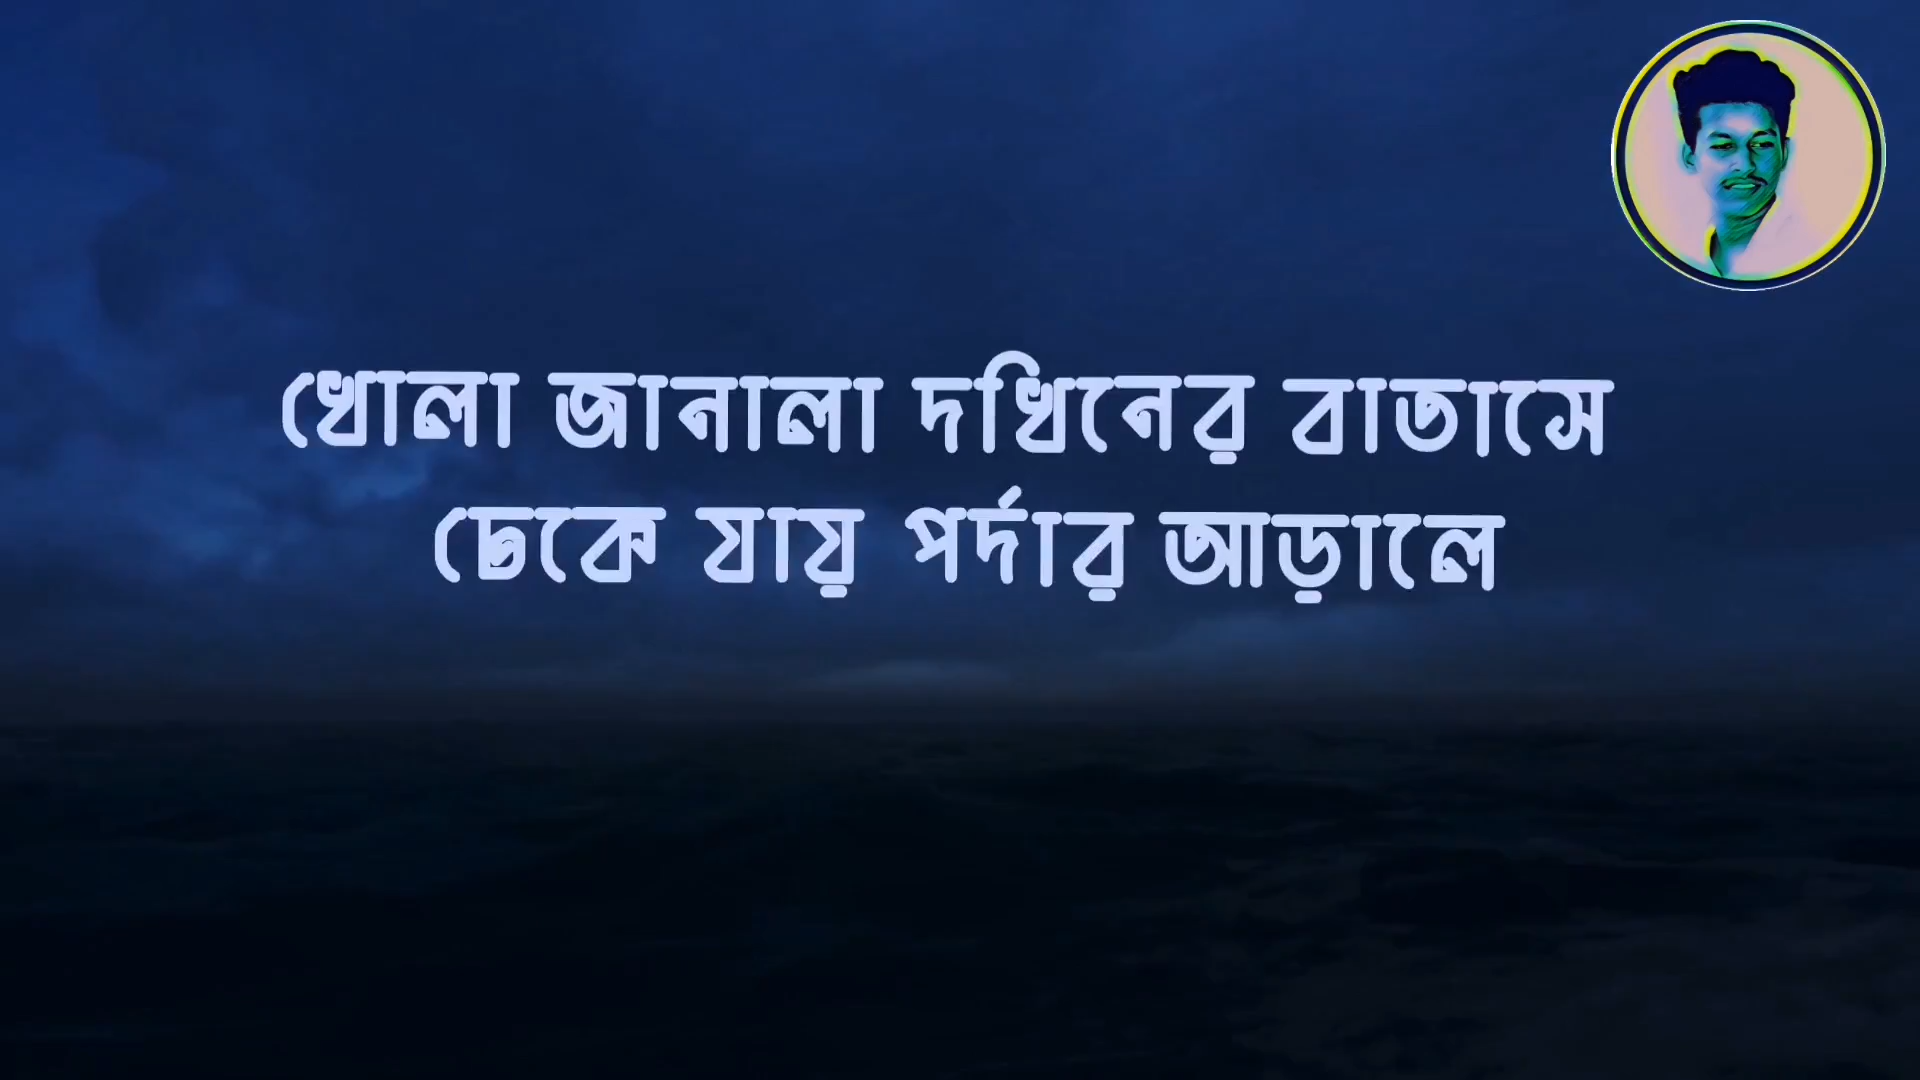 খোলা জানালা দখিনের বাতাসে
ঢেকে যায় পর্দার আড়ালে